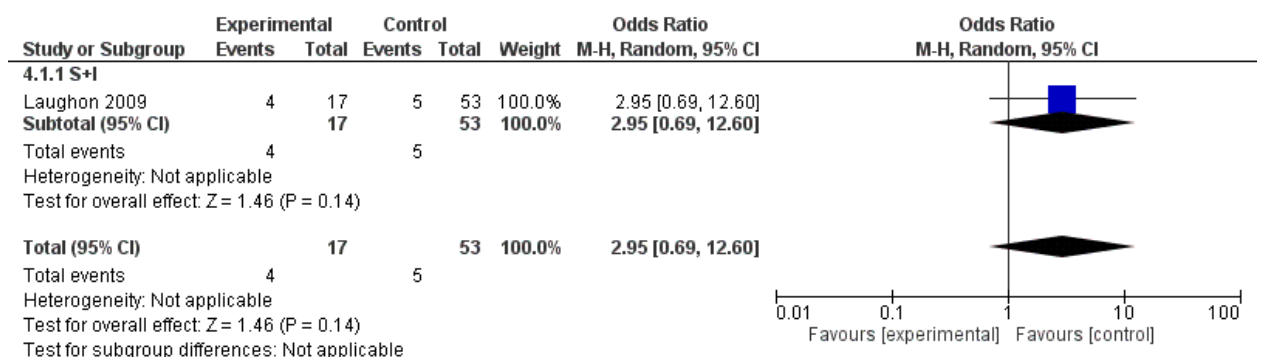 Experimental Control Odds Ratio Odds Ratio
Study or Subgroup Events Total Events Total Weight M-H, Random, 95% CI M-H, Random, 95% CI
4.1.1 S+I
Laughon 2009 4 17 5 53 100.0% 2.95 [0.69, 12.60]
Subtotal (95% CI) 17 53 100.0% 2.95 [0.69, 12.60]
Total events 4 5
Heterogeneity: Not applicable
Test for overall effect: Z = 1.46 (P = 0.14)
Total (95% CI) 17 53 100.0% 2.95 [0.69, 12.60]
Total events 4 5
Heterogeneity: Not applicable
Test for overall effect: Z = 1.46 (P = 0.14)
Test for subgroup differences: Not applicable
0.01 0.1 1 10 100
Favours [experimental] Favours [control]